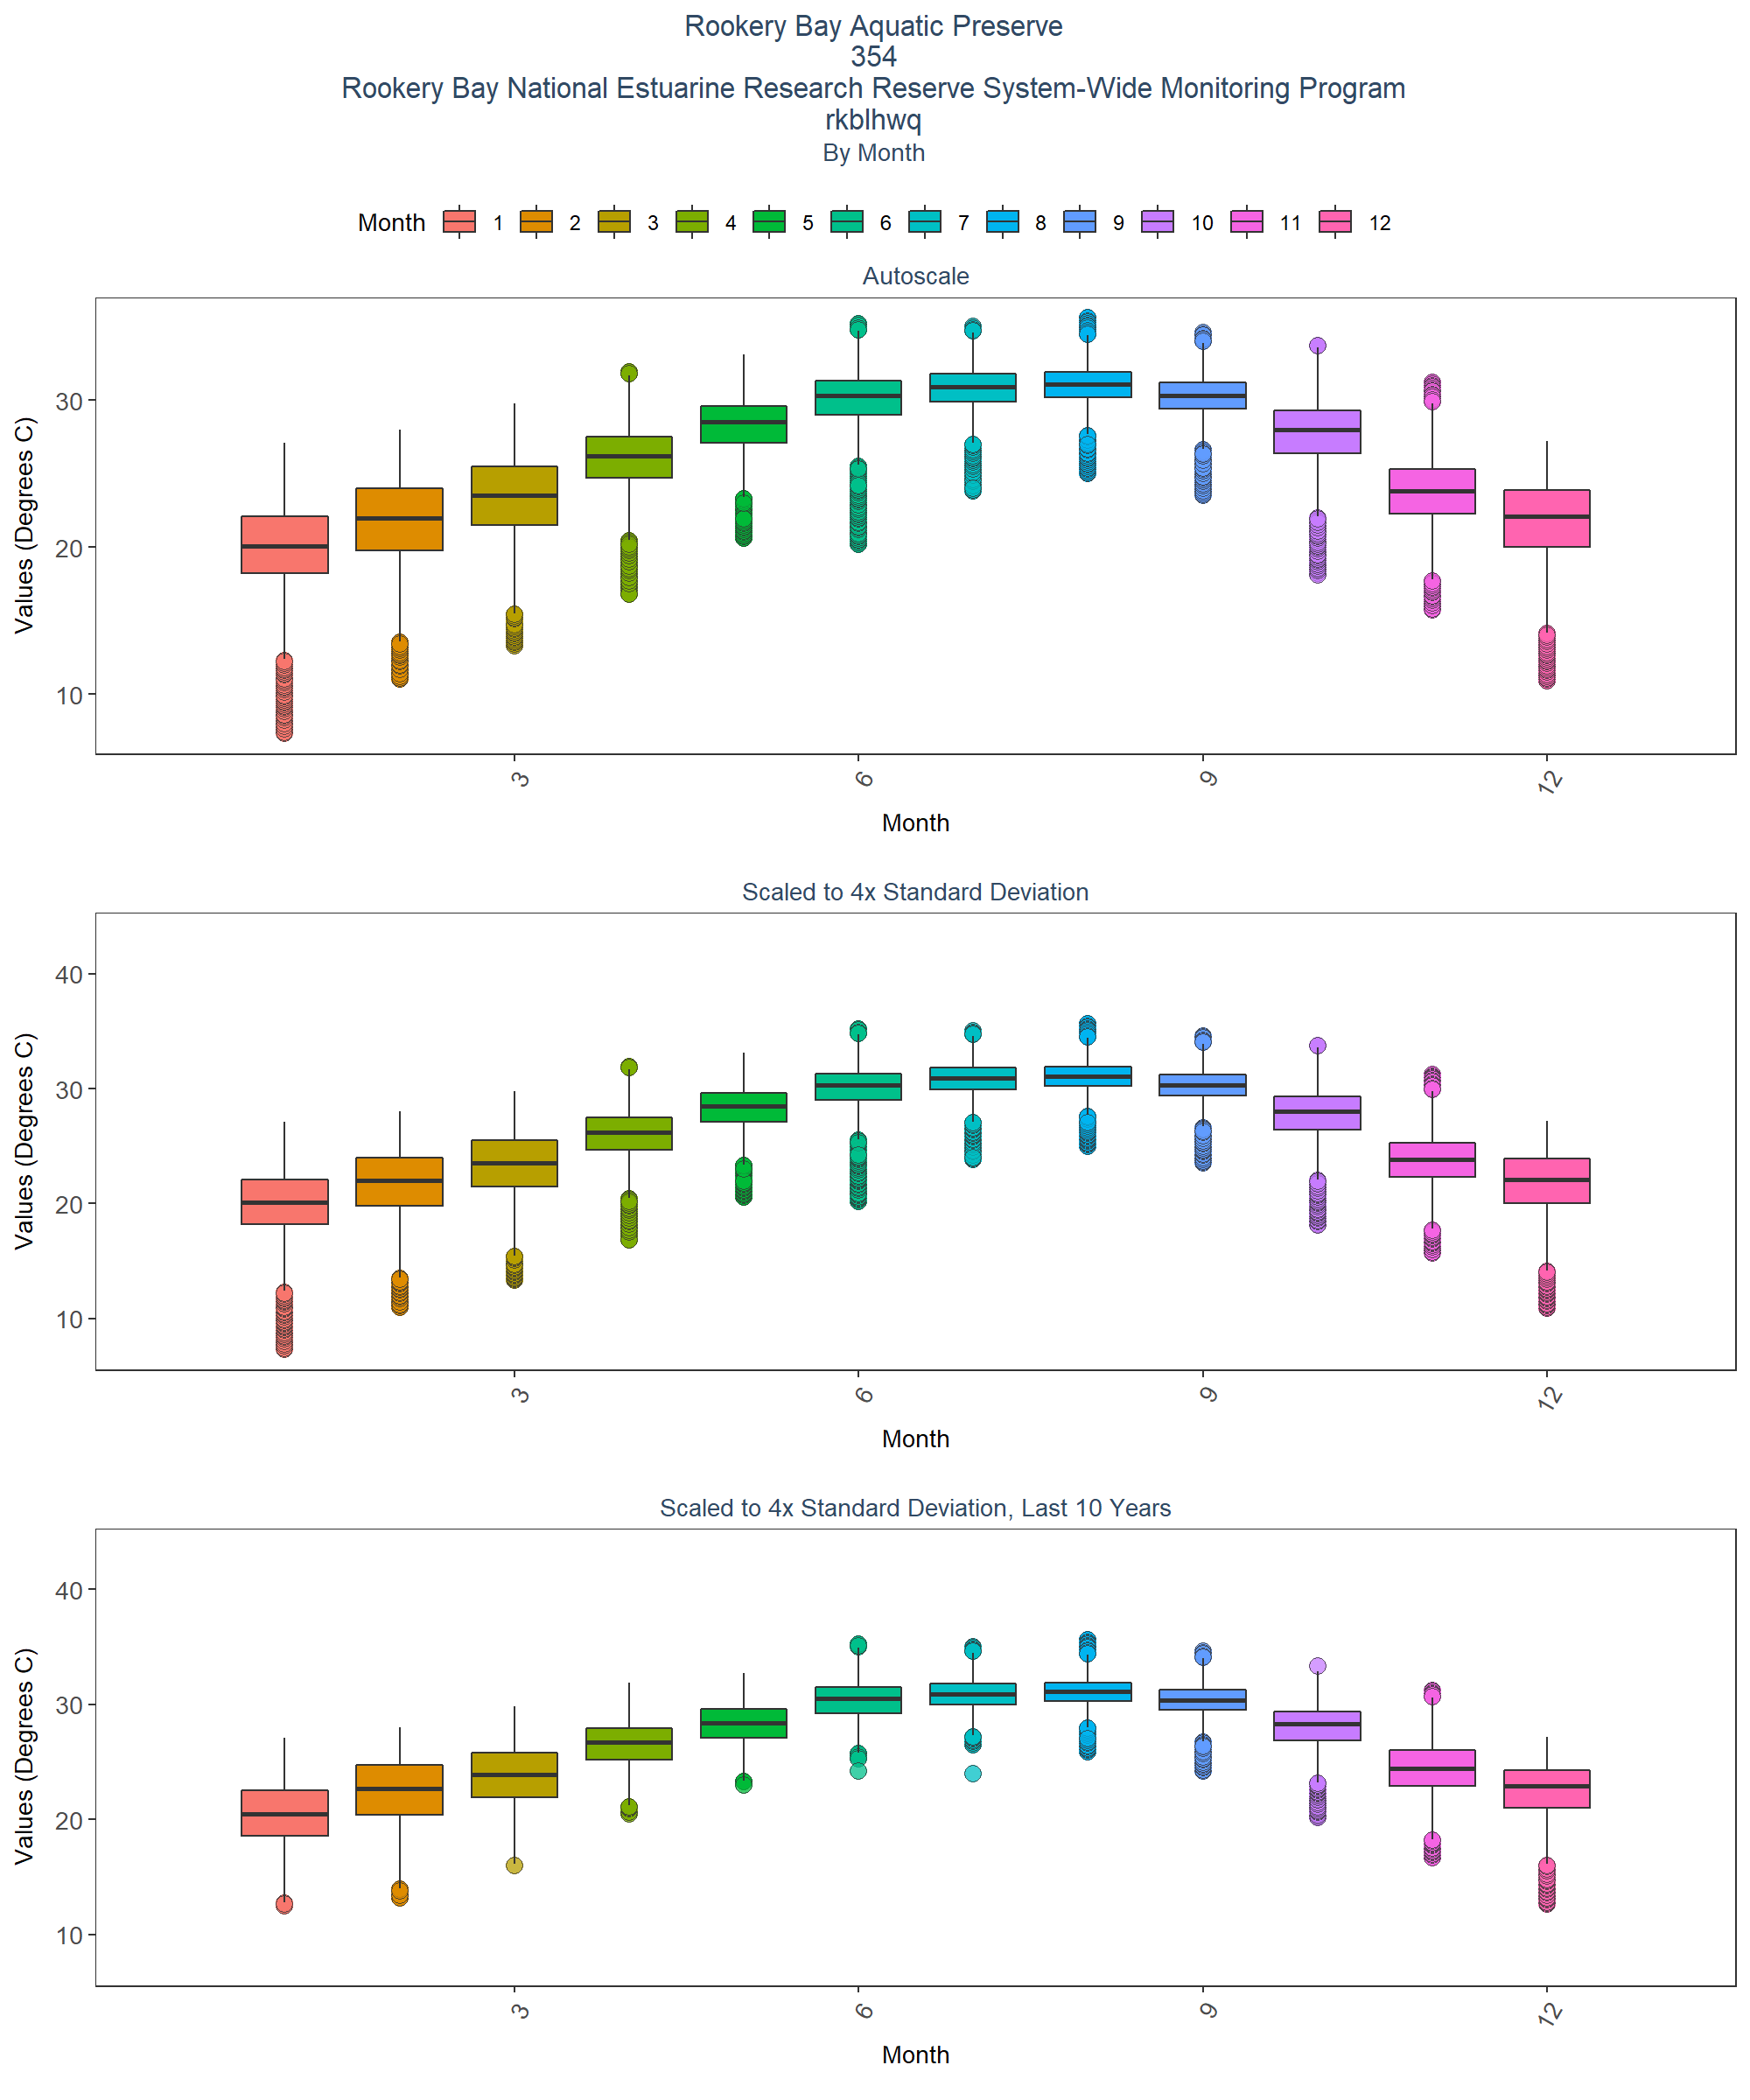 Rookery Bay Aquatic Preserve
354
Rookery Bay National Estuarine Research Reserve System-Wide Monitoring Program
rkblhwq
By Month
Month 1 2 3 4 5 6 7 8 9 10 11 12
Autoscale
Values (Degrees C)
30
20
10
3 6 9 12
Month
Scaled to 4x Standard Deviation
Values (Degrees C)
40
30
20
10
3 6 9 12
Month
Scaled to 4x Standard Deviation, Last 10 Years
Values (Degrees C)
40
30
20
10
3 6 9 12
Month